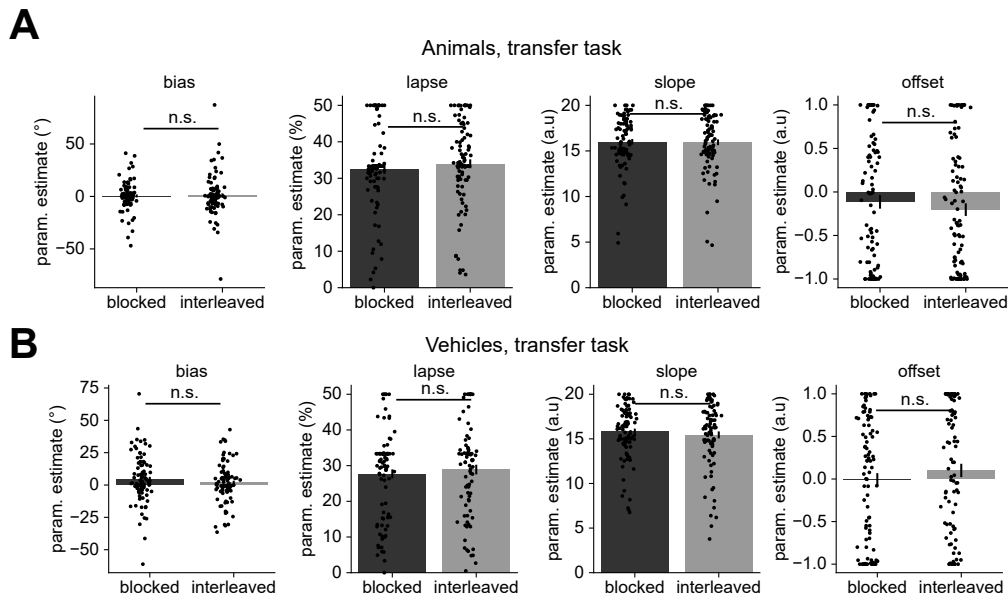 A
Animals, transfer task
bias
lapse
slope
offset
param. estimate (°)
50
0
−50
n.s.
blocked
interleaved
param. estimate (%)
50
40
30
20
10
0
n.s.
blocked
interleaved
param. estimate (a.u)
20
15
10
5
0
n.s.
blocked
interleaved
param. estimate (a.u)
1.0
0.5
0.0
−0.5
−1.0
n.s.
blocked
interleaved
B
Vehicles, transfer task
bias
lapse
slope
offset
param. estimate (°)
75
50
25
0
−25
−50
n.s.
blocked
interleaved
param. estimate (%)
50
40
30
20
10
0
n.s.
blocked
interleaved
param. estimate (a.u)
20
15
10
5
0
n.s.
blocked
interleaved
param. estimate (a.u)
1.0
0.5
0.0
−0.5
−1.0
n.s.
blocked
interleaved